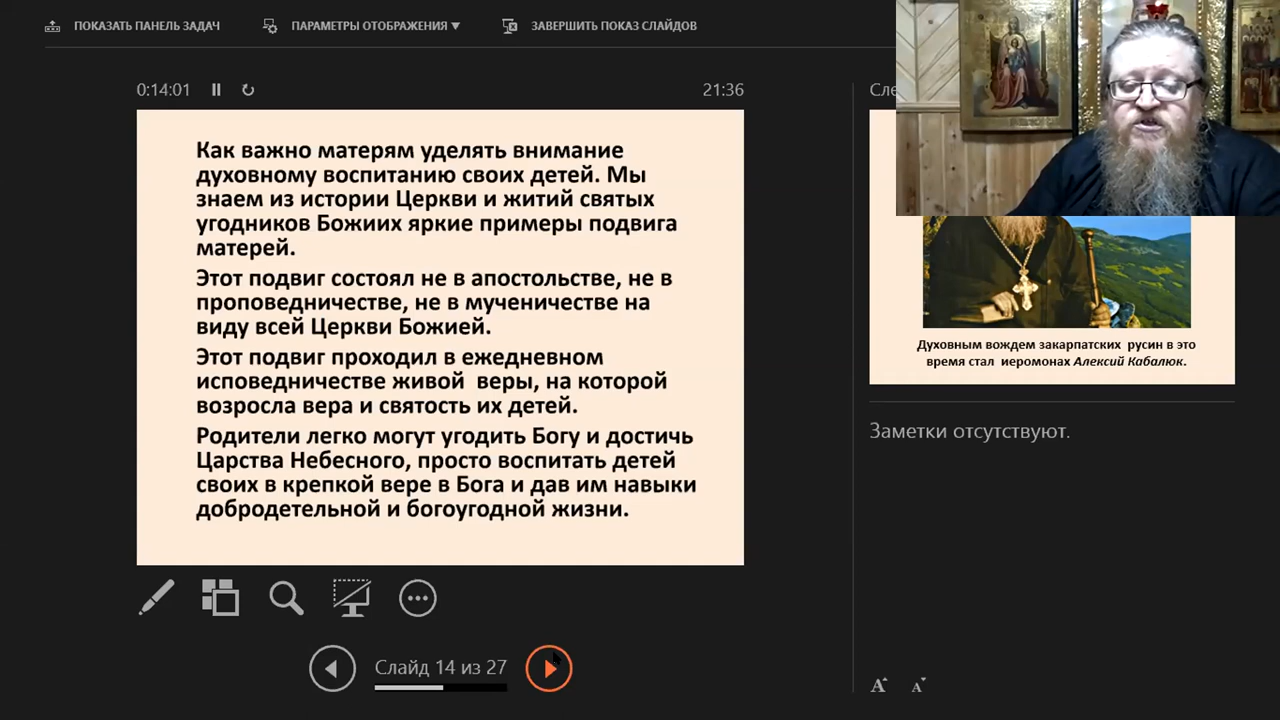 ПОКАЗАТЬ ПАНЕЛЬ ЗАДАЧ
ПАРАМЕТРЫ ОТОБРАЖЕНИЯ
ЗАВЕРШИТЬ ПОКАЗ СЛАЙДОВ
0:14:01
21:36
Как важно матерям уделять внимание
духовному воспитанию своих детей. Мы
знаем из истории Церкви и житий святых
угодников Божиих яркие примеры подвига
матерей.
Этот подвиг состоял не в апостольстве, не в
проповедничестве, не в мученичестве на
виду всей Церкви Божией.
Этот подвиг проходил в ежедневном
исповедничестве живой веры, на которой
возросла вера и святость их детей.
Родители легко могут угодить Богу и достичь
Царства Небесного, просто воспитать детей
своих в крепкой вере в Бога и дав им навыки
добродетельной и богоугодной жизни.
Слайд 14 из 27
Духовным вождем закарпатских русин в это
время стал иеромонах Алексий Кабалюк.
Заметки отсутствуют.
A A